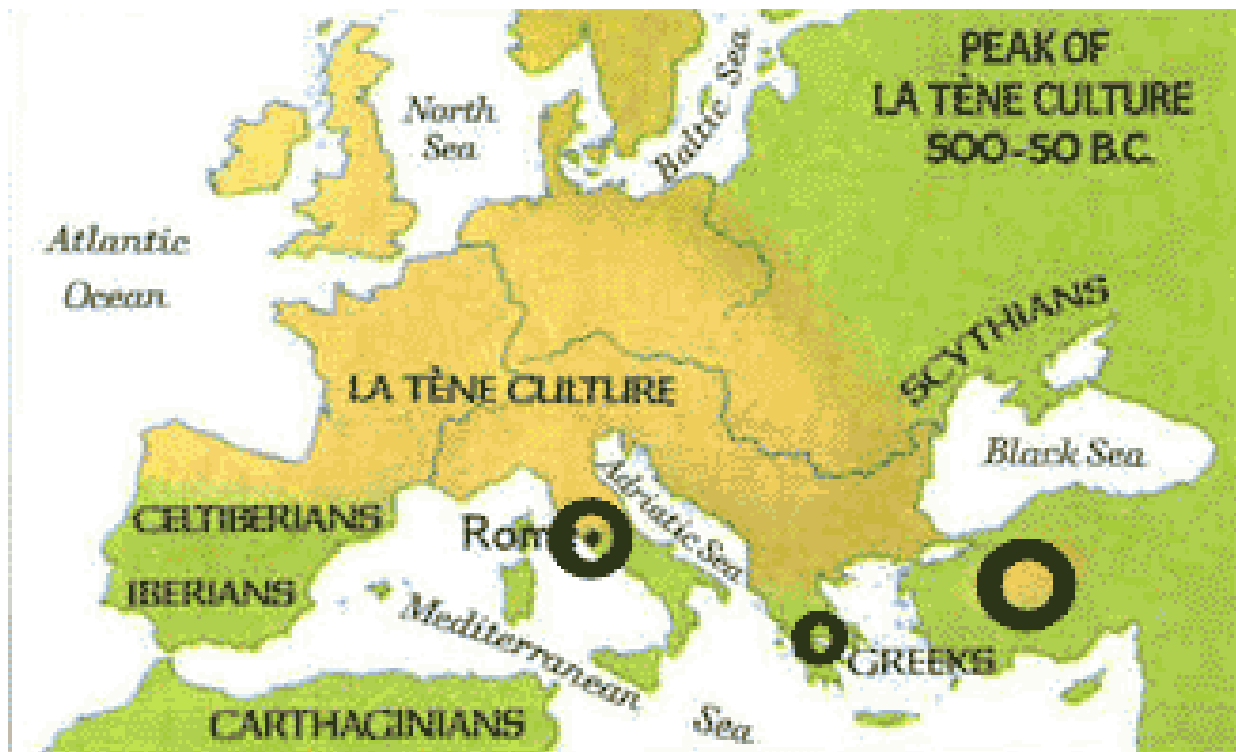 PEAK OF
LA TÈNE CULTURE
500-50 B.C.
North
Sea
Baltic Sea
Atlantic
Ocean
SCYTHIANS
LA TÈNE CULTURE
Black Sea
Adriatic Sea
CELTIBERIANS
Rom
IBERIANS
Mediterranean
Sea
GREEKS
CARTHAGINIANS